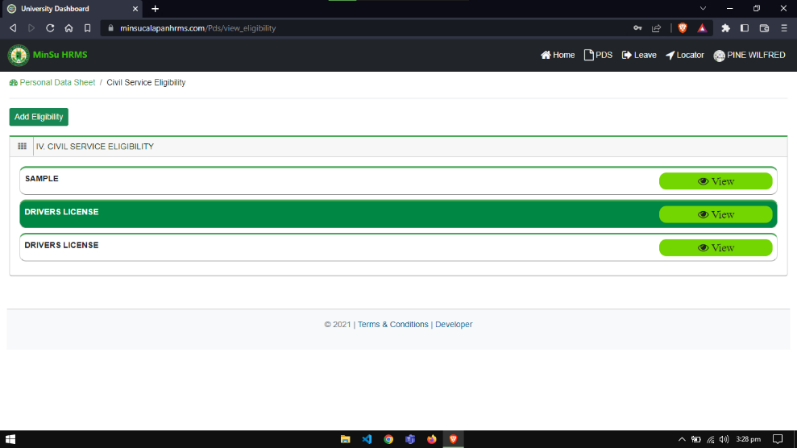 University Dashboard
minsucalapanhrms.com/Pds/view_eligibility
MinSu HRMS
Home PDS Leave Locator PINE WILFRED
Personal Data Sheet / Civil Service Eligibility
Add Eligibility
IV. CIVIL SERVICE ELIGIBILITY
SAMPLE View
DRIVERS LICENSE View
DRIVERS LICENSE View
© 2021 | Terms & Conditions | Developer
3:28 pm